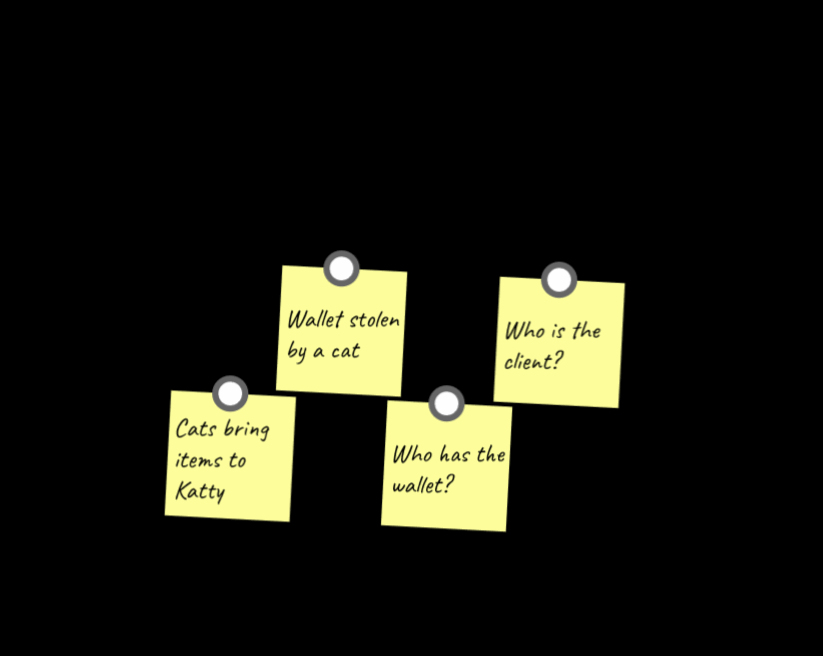 Wallet stolen
by a cat
Who is the
client?
Cats bring
items to
Katty
Who has the
wallet?